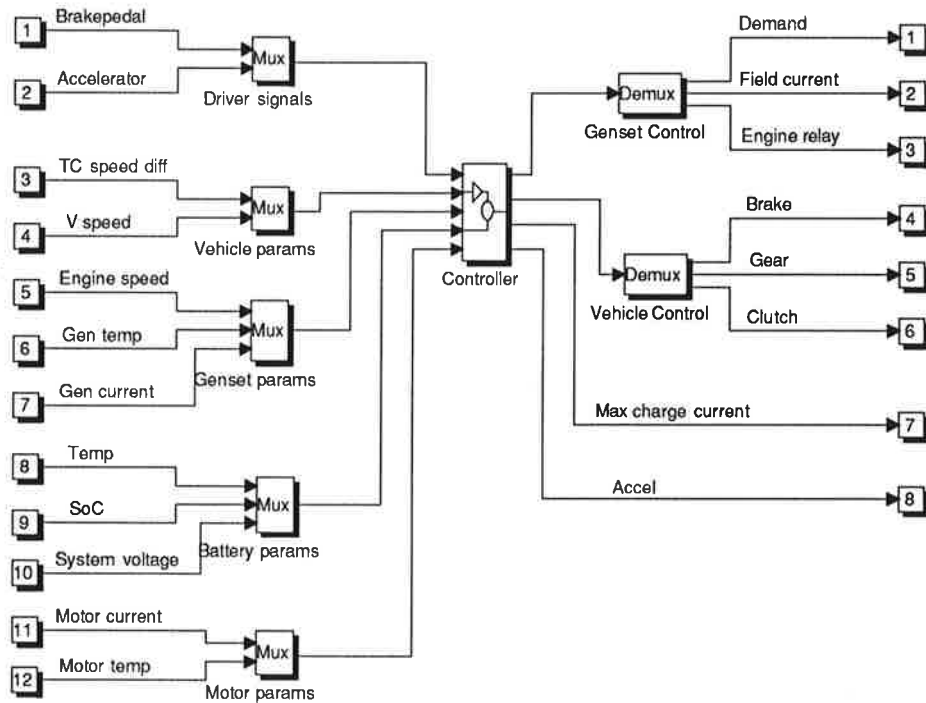 1 Brakepedal
2 Accelerator
Mux
Driver signals
3 TC speed diff
4 V speed
Mux
Vehicle params
5 Engine speed
6 Gen temp
7 Gen current
Mux
Genset params
8 Temp
9 SoC
10 System voltage
Mux
Battery params
11 Motor current
12 Motor temp
Mux
Motor params
Controller
Demux
Genset Control
Demand 1
Field current 2
Engine relay 3
Demux
Vehicle Control
Brake 4
Gear 5
Clutch 6
Max charge current 7
Accel 8